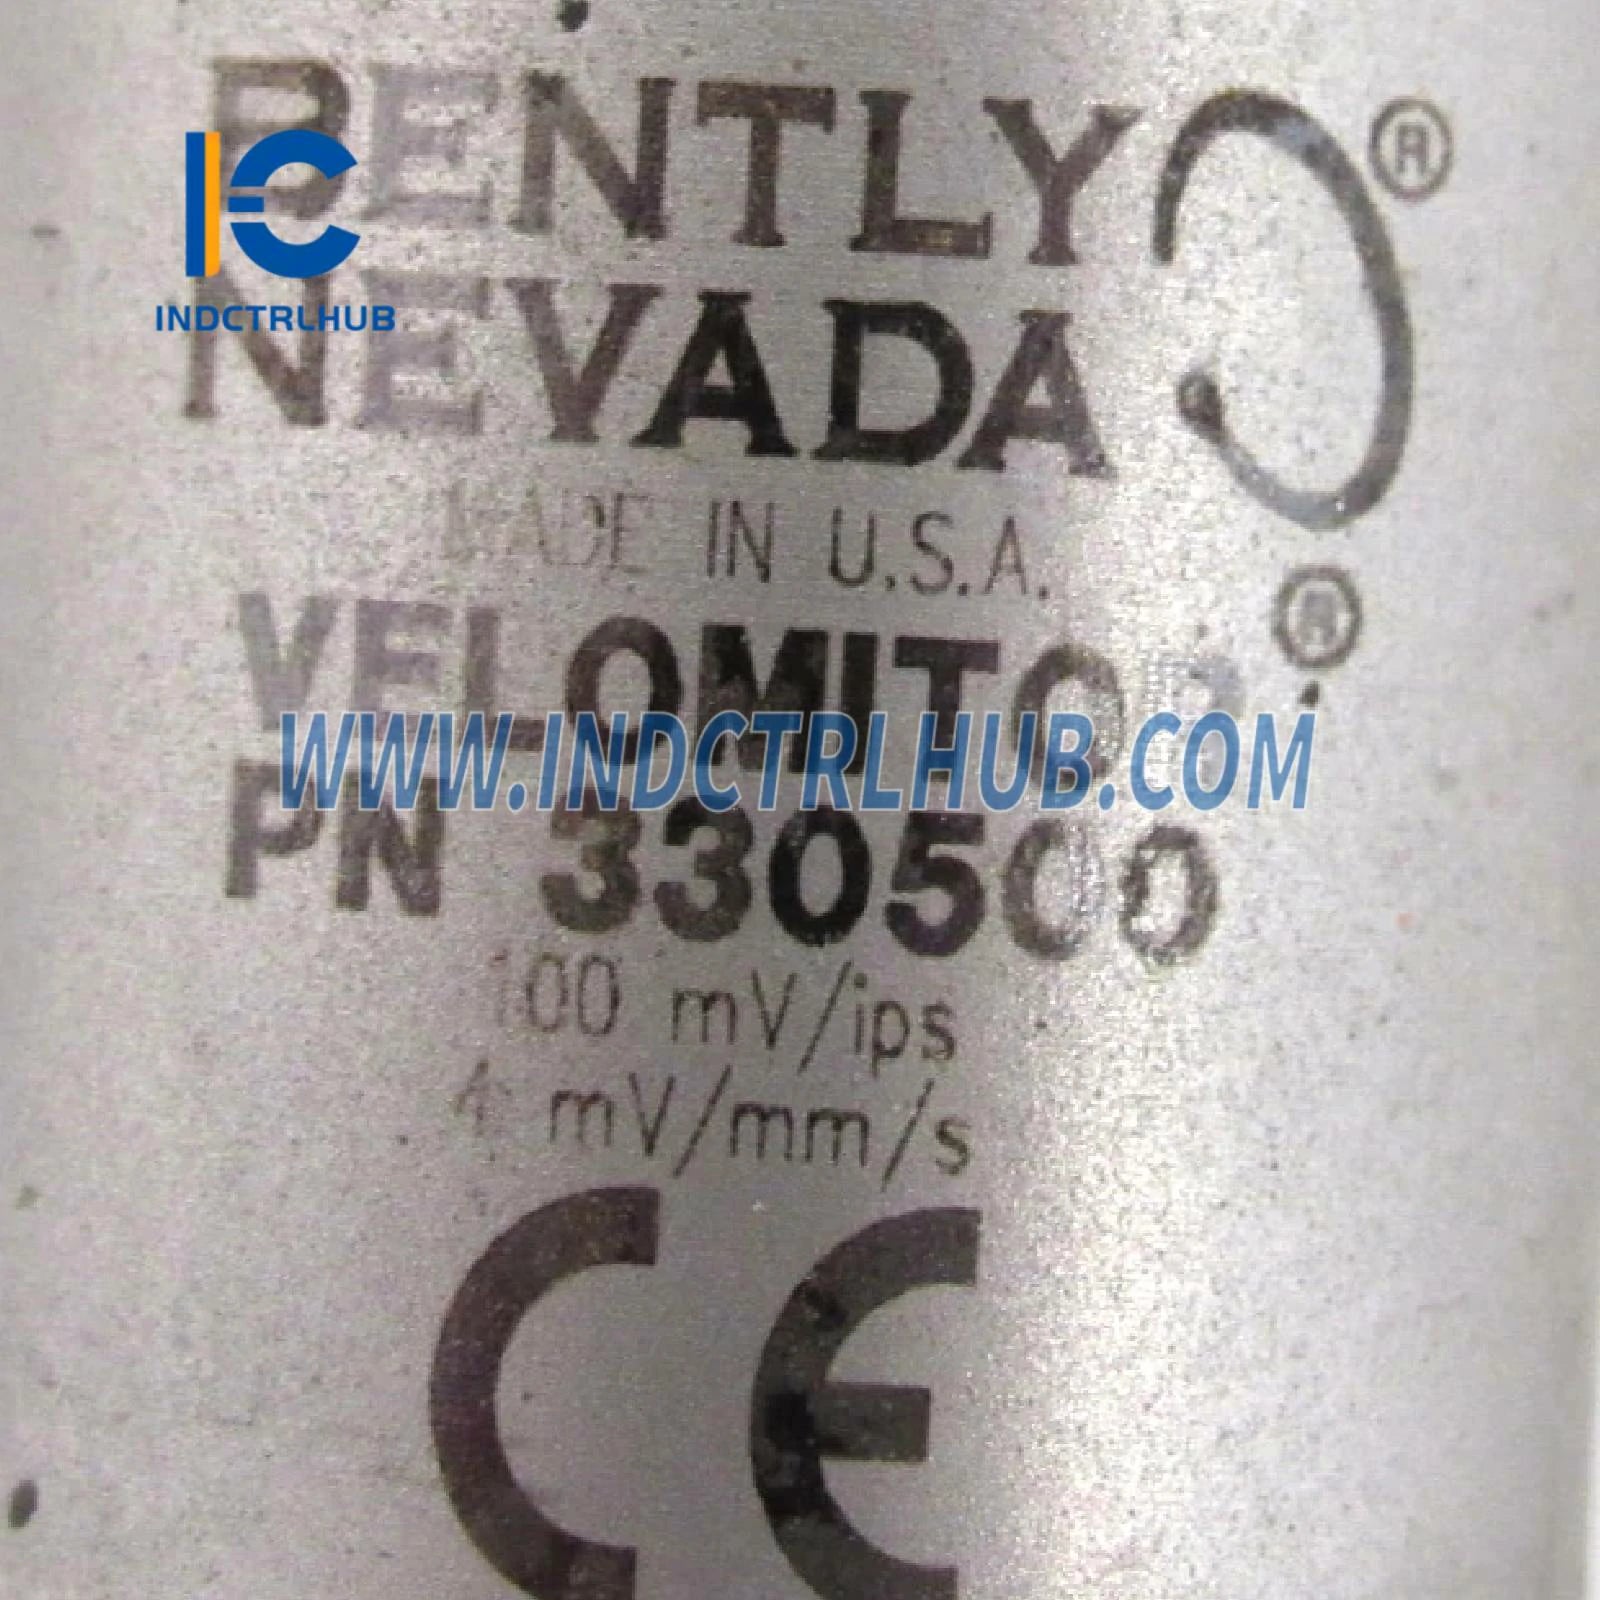 BENTLY ®
INDCTRLHUB
NEVADA
MADE IN U.S.A.
VELOMITOR ®
WWW.INDCTRLHUB.COM
PN 330500
100 mV/ips
4 mV/mm/s
CE